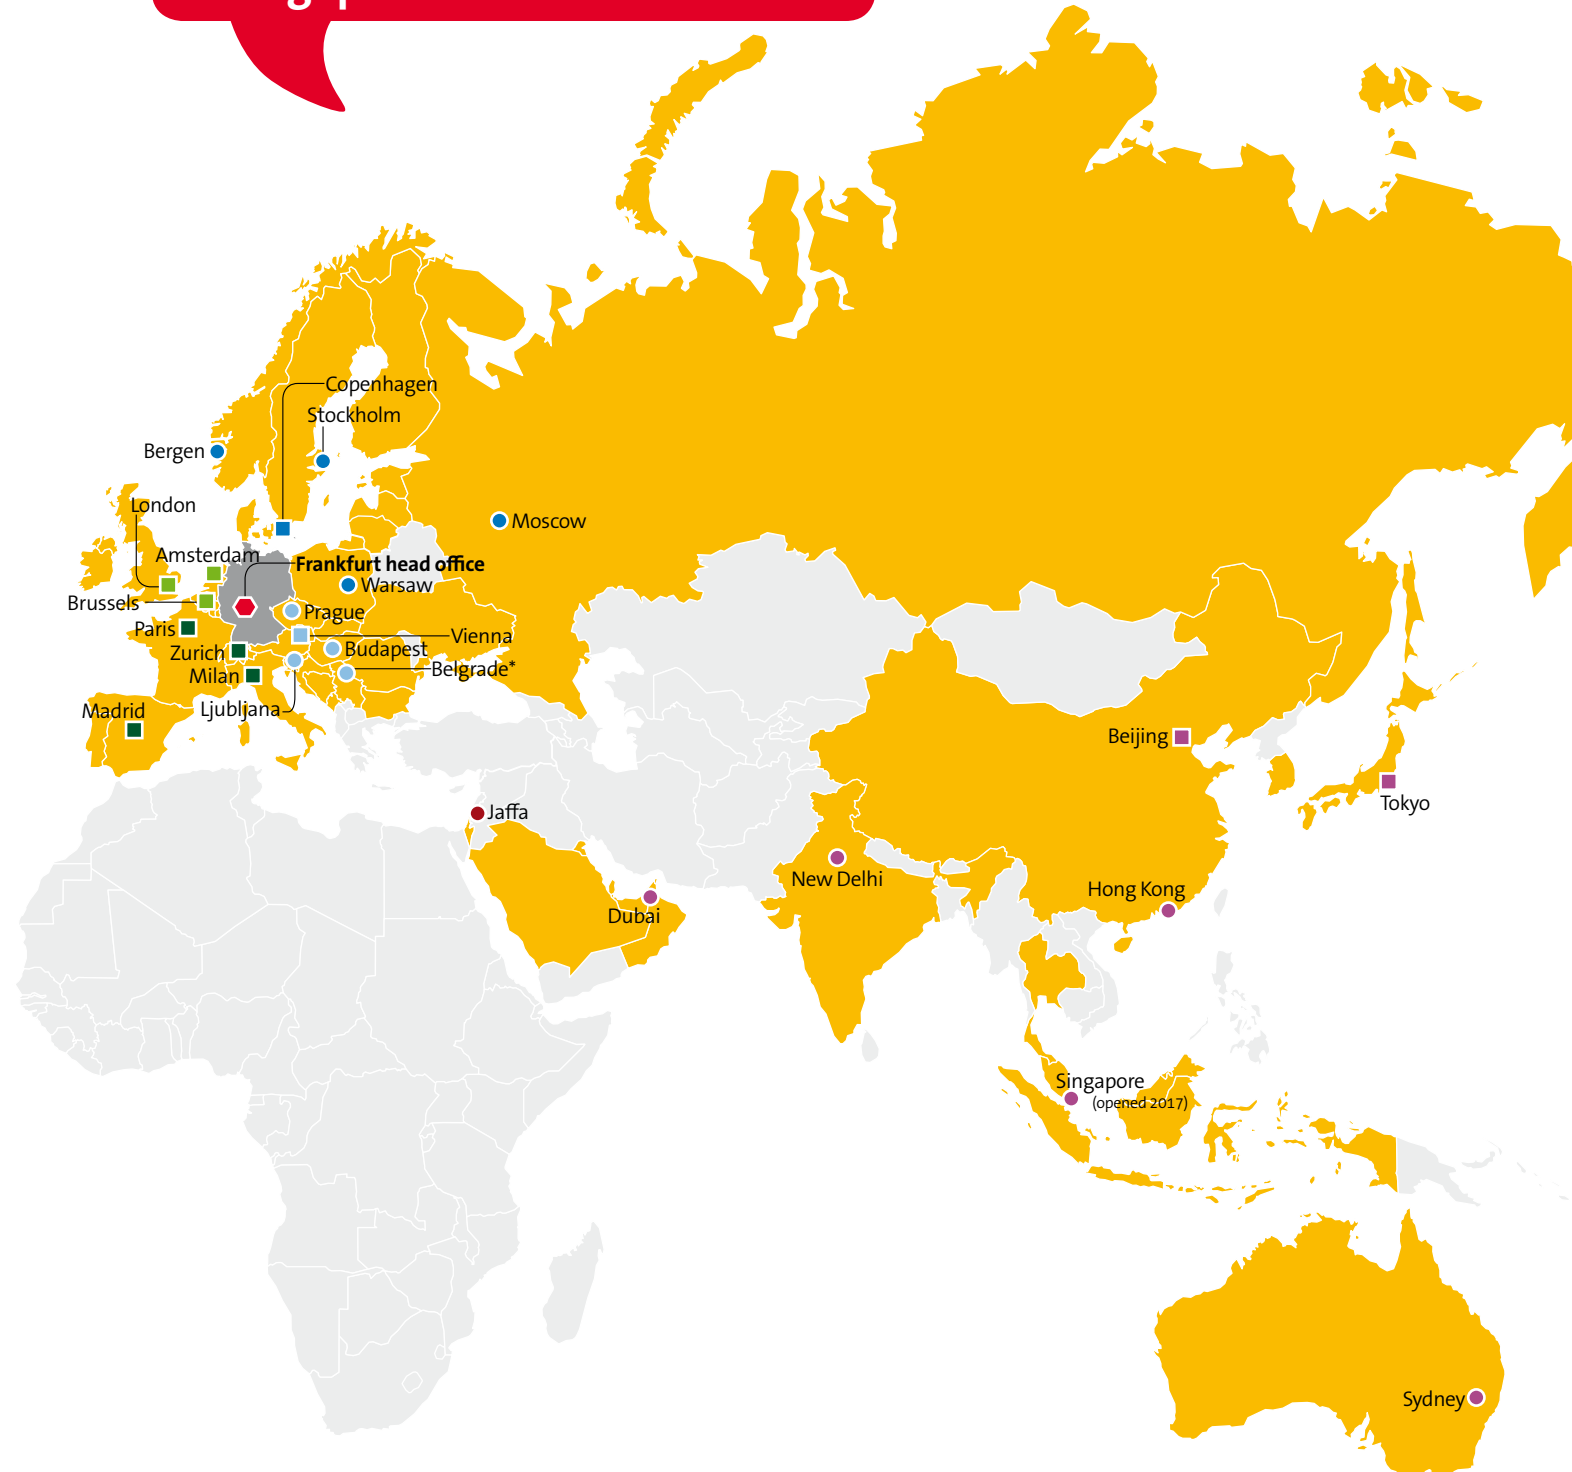 Copenhagen
Stockholm
Bergen
London
Moscow
Amsterdam
Frankfurt head office
Warsaw
Brussels
Prague
Paris
Vienna
Zurich
Budapest
Milan
Belgrade*
Madrid
Ljubljana
Beijing
Tokyo
Jaffa
New Delhi
Hong Kong
Dubai
Singapore
(opened 2017)
Sydney